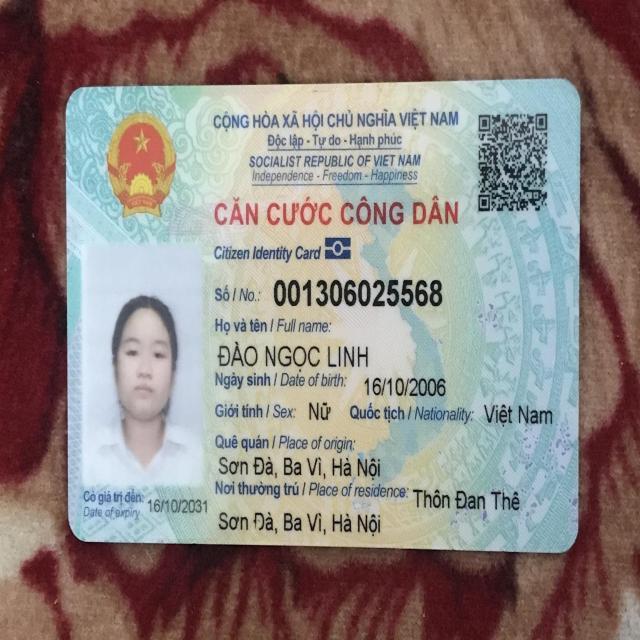 CỘNG HÒA XÃ HỘI CHỦ NGHĨA VIỆT NAM
Độc lập - Tự do - Hạnh phúc
SOCIALIST REPUBLIC OF VIET NAM
Independence - Freedom - Happiness
CĂN CƯỚC CÔNG DÂN
Citizen Identity Card
Số / No.: 001306025568
Họ và tên / Full name:
ĐÀO NGỌC LINH
Ngày sinh / Date of birth: 16/10/2006
Giới tính / Sex: Nữ Quốc tịch / Nationality: Việt Nam
Quê quán / Place of origin:
Sơn Đà, Ba Vì, Hà Nội
Nơi thường trú / Place of residence: Thôn Đan Thê
Sơn Đà, Ba Vì, Hà Nội
Có giá trị đến: 16/10/2031
Date of expiry